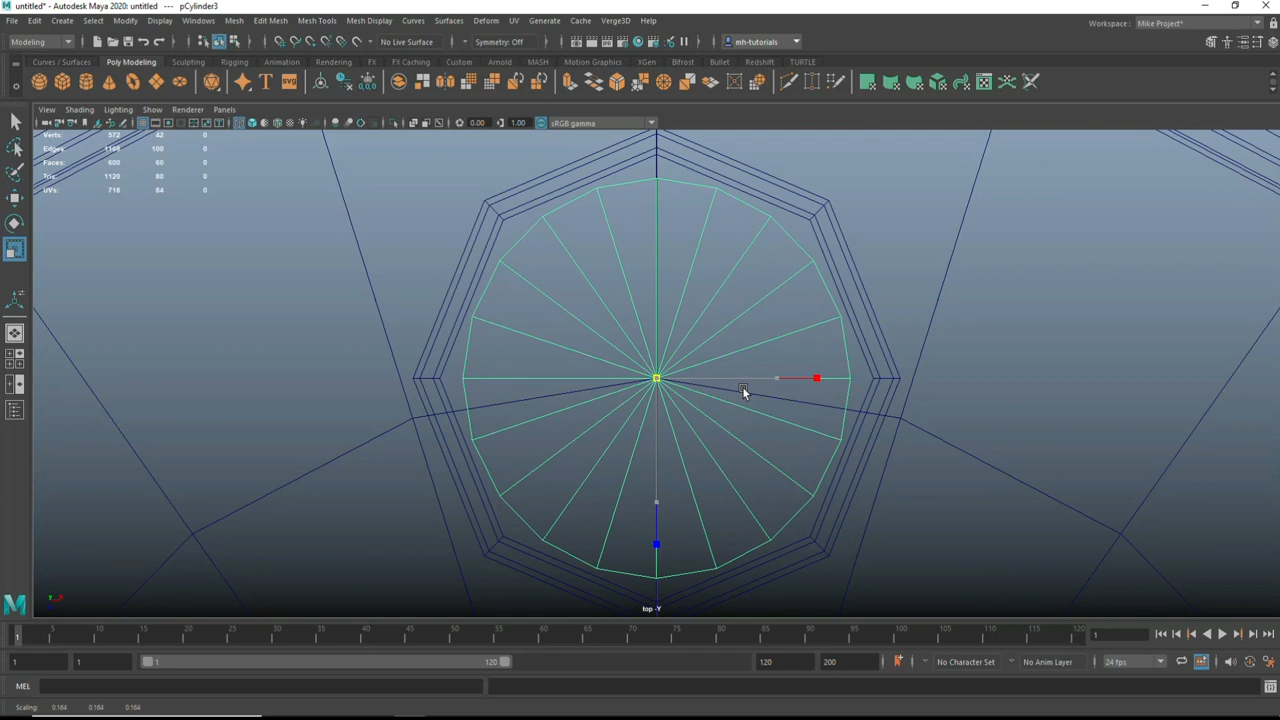 untitled* - Autodesk Maya 2020: untitled --- pCylinder3
File Edit Create Select Modify Display Windows Mesh Edit Mesh Mesh Tools Mesh Display Curves Surfaces Deform UV Generate Cache Verge3D Help
Workspace: Mike Project*
Modeling No Live Surface Symmetry: Off mh-tutorials
Curves / Surfaces Poly Modeling Sculpting Rigging Animation Rendering FX FX Caching Custom Arnold MASH Motion Graphics XGen Bifrost Bullet Redshift TURTLE
SVG
View Shading Lighting Show Renderer Panels
0.00 1.00 sRGB gamma
Verts: 572 42 0
Edges: 1168 100 0
Faces: 600 60 0
Tris: 1120 80 0
UVs: 718 84 0
top -Y
y x
1 5 10 15 20 25 30 35 40 45 50 55 60 65 70 75 80 85 90 95 100 105 110 115 120 1
1 1 1 120 120 200 No Character Set No Anim Layer 24 fps
MEL
Scaling: 0.164 0.164 0.164